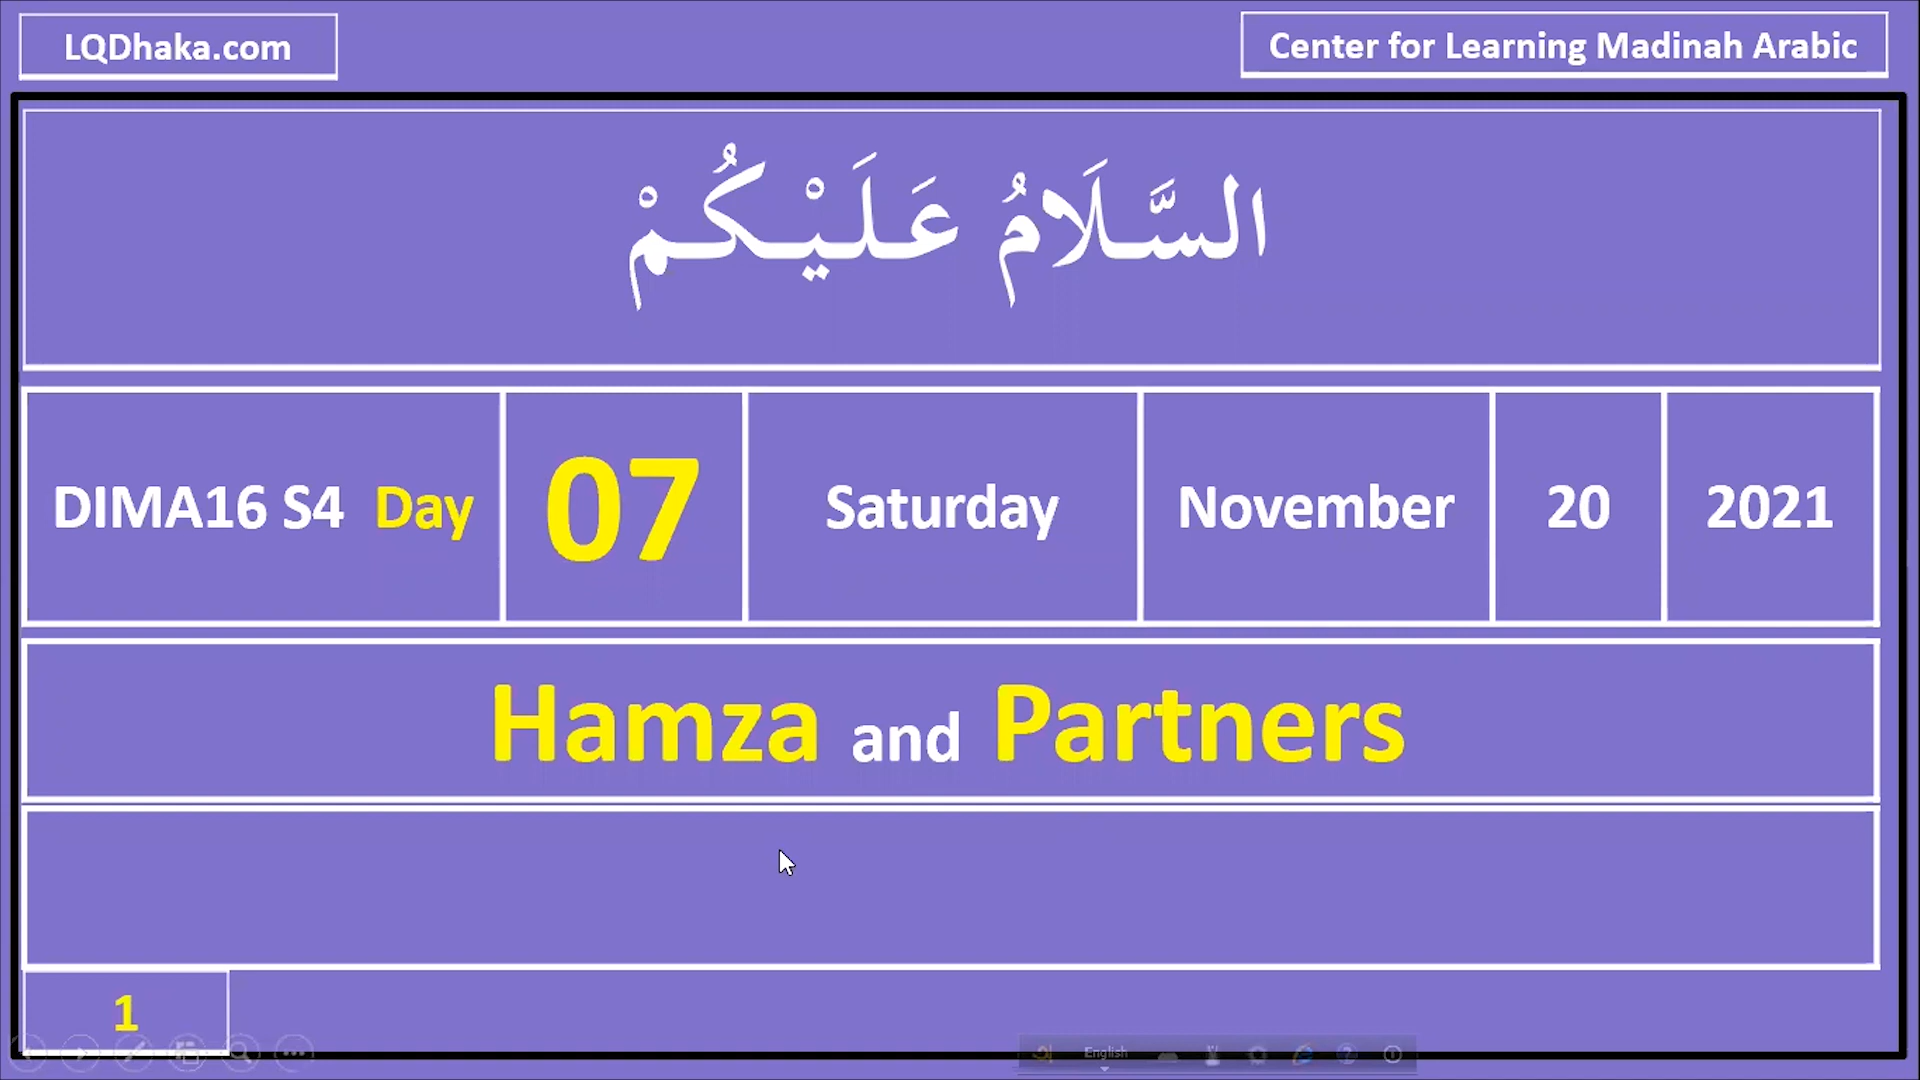 LQDhaka.com
Center for Learning Madinah Arabic
السَّلَامُ عَلَيْكُمْ
DIMA16 S4 Day 07 Saturday November 20 2021
Hamza and Partners
1
English